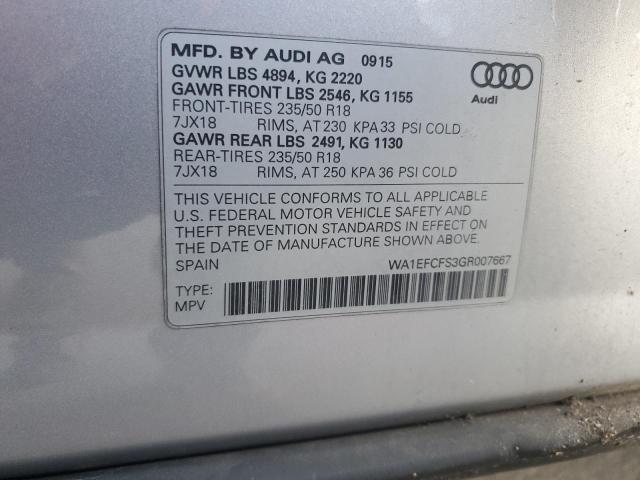 MFD. BY AUDI AG 0915
GVWR LBS 4894, KG 2220
GAWR FRONT LBS 2546, KG 1155
FRONT-TIRES 235/50 R18
7JX18 RIMS, AT 230 KPA 33 PSI COLD
GAWR REAR LBS 2491, KG 1130
REAR-TIRES 235/50 R18
7JX18 RIMS, AT 250 KPA 36 PSI COLD
Audi
THIS VEHICLE CONFORMS TO ALL APPLICABLE
U.S. FEDERAL MOTOR VEHICLE SAFETY AND
THEFT PREVENTION STANDARDS IN EFFECT ON
THE DATE OF MANUFACTURE SHOWN ABOVE.
SPAIN WA1EFCFS3GR007667
TYPE:
MPV